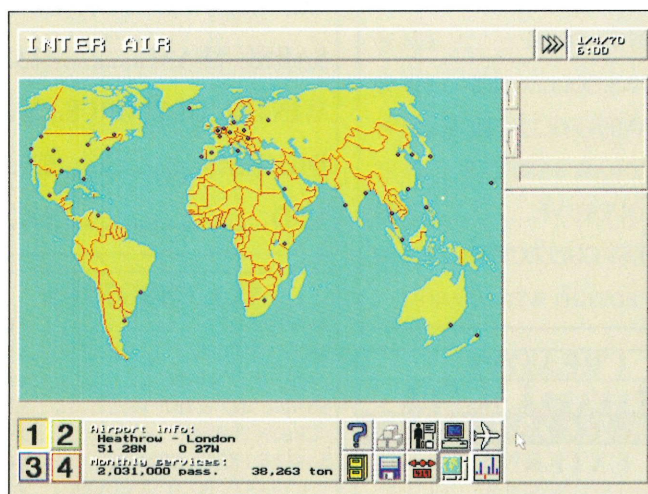 INTER AIR
1/4/70
6:00
1 2
3 4
Airport info:
Heathrow - London
51 28N 0 27W
Monthly services:
2,031,000 pass. 38,263 ton
?